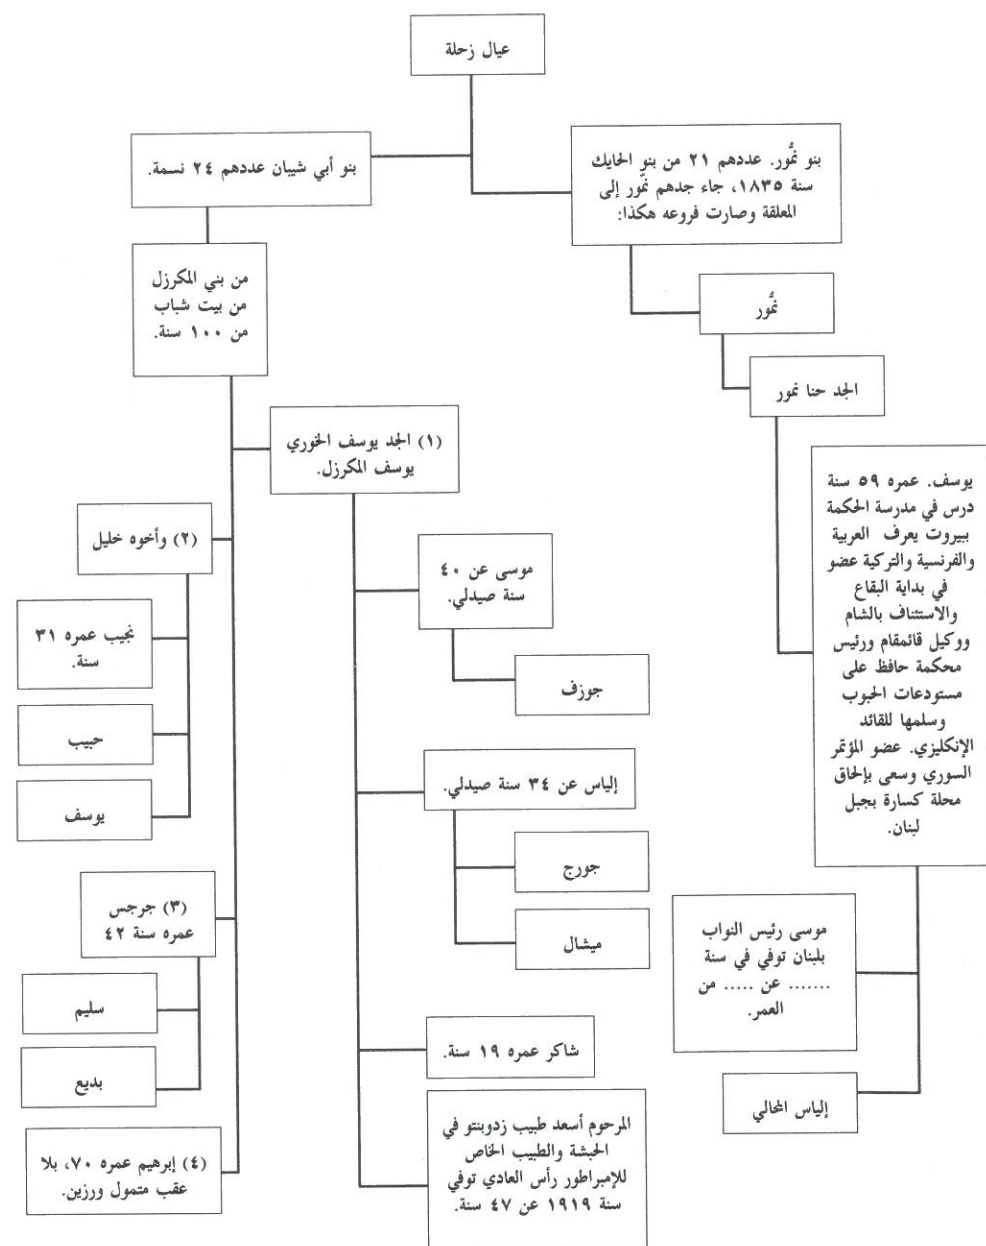 عيال زحلة
بنو نمُّور. عددهم ٢١ من بنو الحايك
سنة ١٨٣٥، جاء جدهم نمّور إلى
المعلقة وصارت فروعه هكذا:
نمُّور
الجد حنا نمور
يوسف. عمره ٥٩ سنة
درس في مدرسة الحكمة
ببيروت يعرف العربية
والفرنسية والتركية عضو
في بداية البقاع
والاستئناف بالشام
ووكيل قائمقام ورئيس
محكمة حافظ على
مستودعات الحبوب
وسلمها للقائد
الإنكليزي. عضو المؤتمر
السوري وسعى بإلحاق
محلة كسارة بجبل
لبنان.
موسى رئيس النواب
بلبنان توفي في سنة
....... عن ..... من
العمر.
إلياس المحالي
بنو أبي شيبان عددهم ٢٤ نسمة.
من بني المكرزل
من بيت شباب
من ١٠٠ سنة.
(١) الجد يوسف الخوري
يوسف المكرزل.
موسى عن ٤٠
سنة صيدلي.
جوزف
إلياس عن ٣٤ سنة صيدلي.
جورج
ميشال
شاكر عمره ١٩ سنة.
المرحوم أسعد طبيب زدوبنتو في
الحبشة والطبيب الخاص
للإمبراطور رأس العادي توفي
سنة ١٩١٩ عن ٤٧ سنة.
(٢) وأخوه خليل
نجيب عمره ٣١
سنة.
حبيب
يوسف
(٣) جرجس
عمره سنة ٤٢
سليم
بديع
(٤) إبرهيم عمره ٧٠، بلا
عقب متمول ورزين.